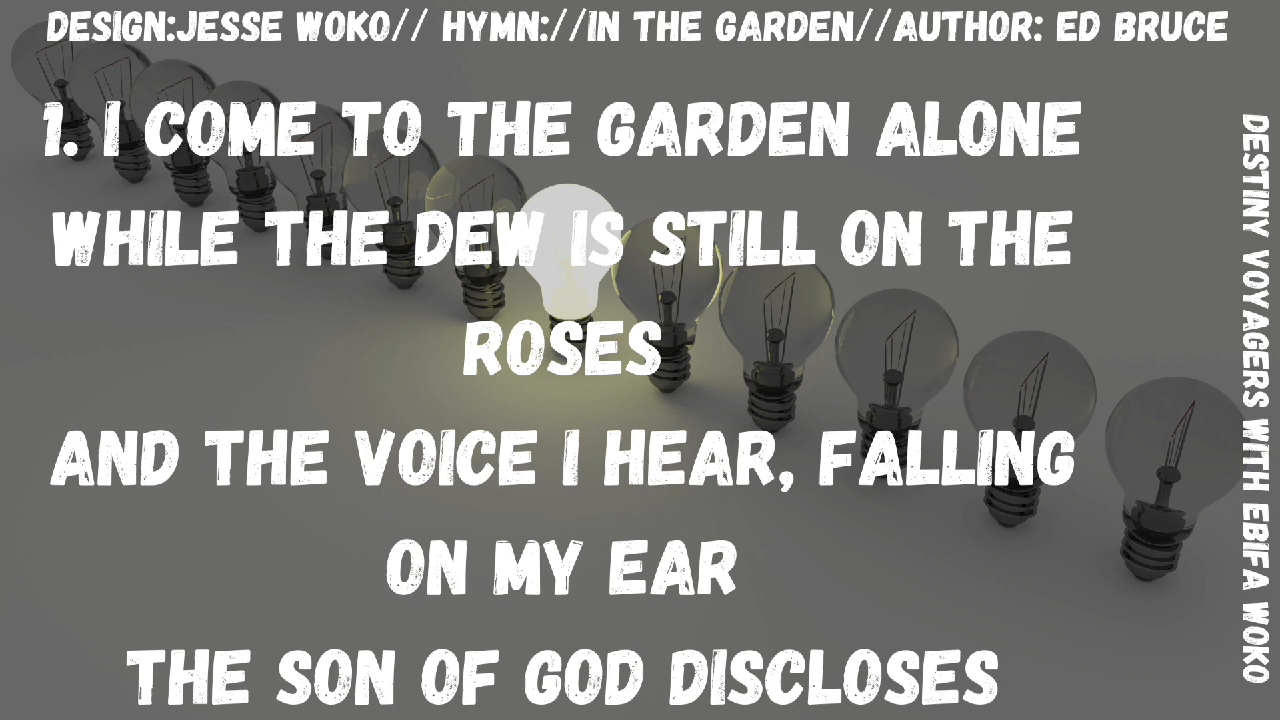 DESIGN:JESSE WOKO// HYMN://IN THE GARDEN//AUTHOR: ED BRUCE
1. I COME TO THE GARDEN ALONE
WHILE THE DEW IS STILL ON THE
ROSES
AND THE VOICE I HEAR, FALLING
ON MY EAR
THE SON OF GOD DISCLOSES
DESTINY VOYAGERS WITH EBIFA WOKO